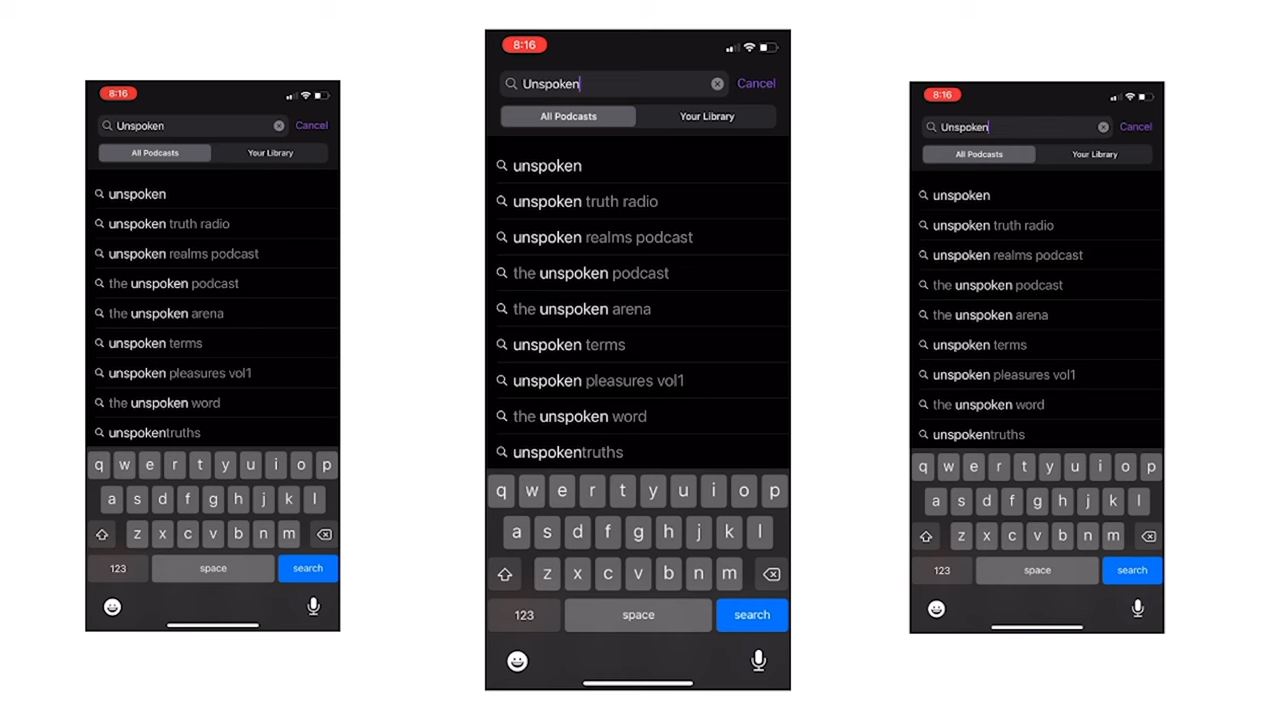 8:16
Unspoken
Cancel
All Podcasts
Your Library
unspoken
unspoken truth radio
unspoken realms podcast
the unspoken podcast
the unspoken arena
unspoken terms
unspoken pleasures vol1
the unspoken word
unspokentruths
q w e r t y u i o p
a s d f g h j k l
z x c v b n m
123
space
search
8:16
Unspoken
Cancel
All Podcasts
Your Library
unspoken
unspoken truth radio
unspoken realms podcast
the unspoken podcast
the unspoken arena
unspoken terms
unspoken pleasures vol1
the unspoken word
unspokentruths
q w e r t y u i o p
a s d f g h j k l
z x c v b n m
123
space
search
8:16
Unspoken
Cancel
All Podcasts
Your Library
unspoken
unspoken truth radio
unspoken realms podcast
the unspoken podcast
the unspoken arena
unspoken terms
unspoken pleasures vol1
the unspoken word
unspokentruths
q w e r t y u i o p
a s d f g h j k l
z x c v b n m
123
space
search